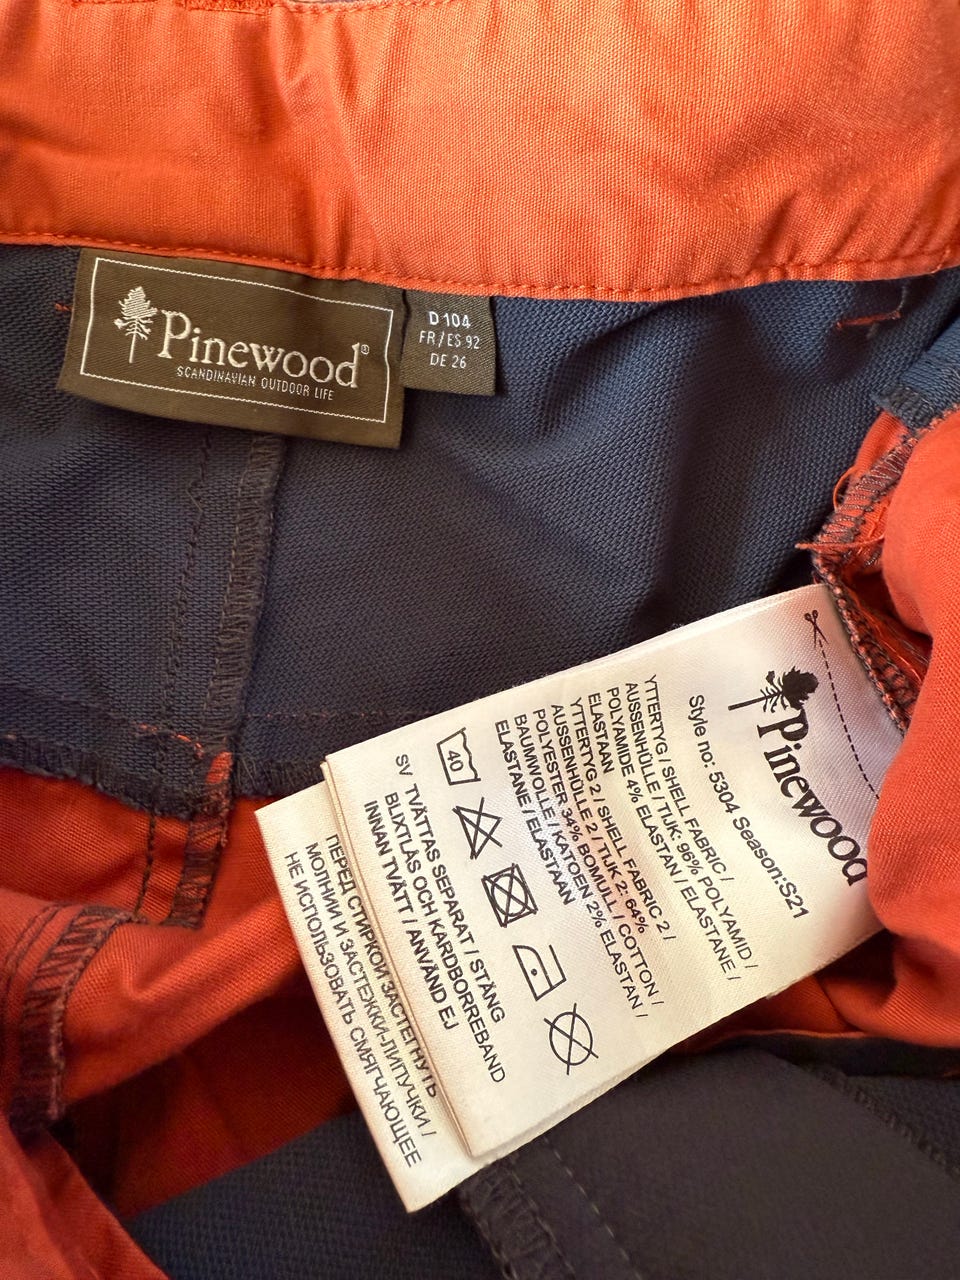 Pinewood®
SCANDINAVIAN OUTDOOR LIFE
D 104
FR/ES 92
DE 26
Pinewood
Style no: 5304 Season:S21
YTTERTYG / SHELL FABRIC /
AUSSENHÜLLE / TIJK: 96% POLYAMID /
POLYAMIDE 4% ELASTAN / ELASTANE /
ELASTAAN
YTTERTYG 2 / SHELL FABRIC 2 /
AUSSENHÜLLE 2 / TIJK 2: 64%
POLYESTER 34% BOMULL / COTTON /
BAUMWOLLE / KATOEN 2% ELASTAN /
ELASTANE / ELASTAAN
40
SV TVÄTTAS SEPARAT / STÄNG
BLIXTLÅS OCH KARDBORREBAND
INNAN TVÄTT / ANVÄND EJ
ПЕРЕД СТИРКОЙ ЗАСТЕГНУТЬ
МОЛНИИ И ЗАСТЕЖКИ-ЛИПУЧКИ /
НЕ ИСПОЛЬЗОВАТЬ СМЯГЧАЮЩЕЕ